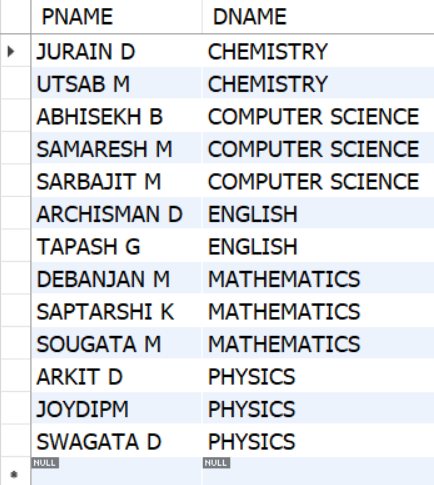 PNAME DNAME
JURAIN D CHEMISTRY
UTSAB M CHEMISTRY
ABHISEKH B COMPUTER SCIENCE
SAMARESH M COMPUTER SCIENCE
SARBAJIT M COMPUTER SCIENCE
ARCHISMAN D ENGLISH
TAPASH G ENGLISH
DEBANJAN M MATHEMATICS
SAPTARSHI K MATHEMATICS
SOUGATA M MATHEMATICS
ARKIT D PHYSICS
JOYDIPM PHYSICS
SWAGATA D PHYSICS
NULL NULL